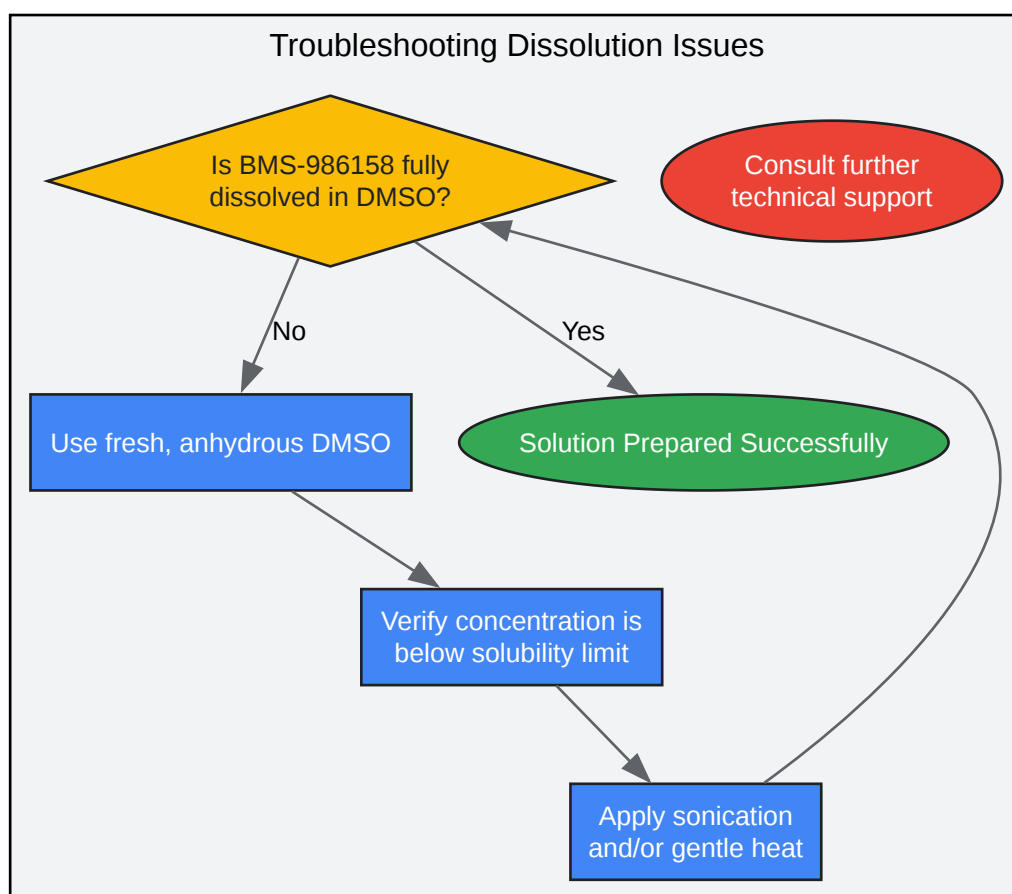 Troubleshooting Dissolution Issues
Is BMS-986158 fully
dissolved in DMSO?
Consult further
technical support
No
Yes
Use fresh, anhydrous DMSO
Solution Prepared Successfully
Verify concentration is
below solubility limit
Apply sonication
and/or gentle heat